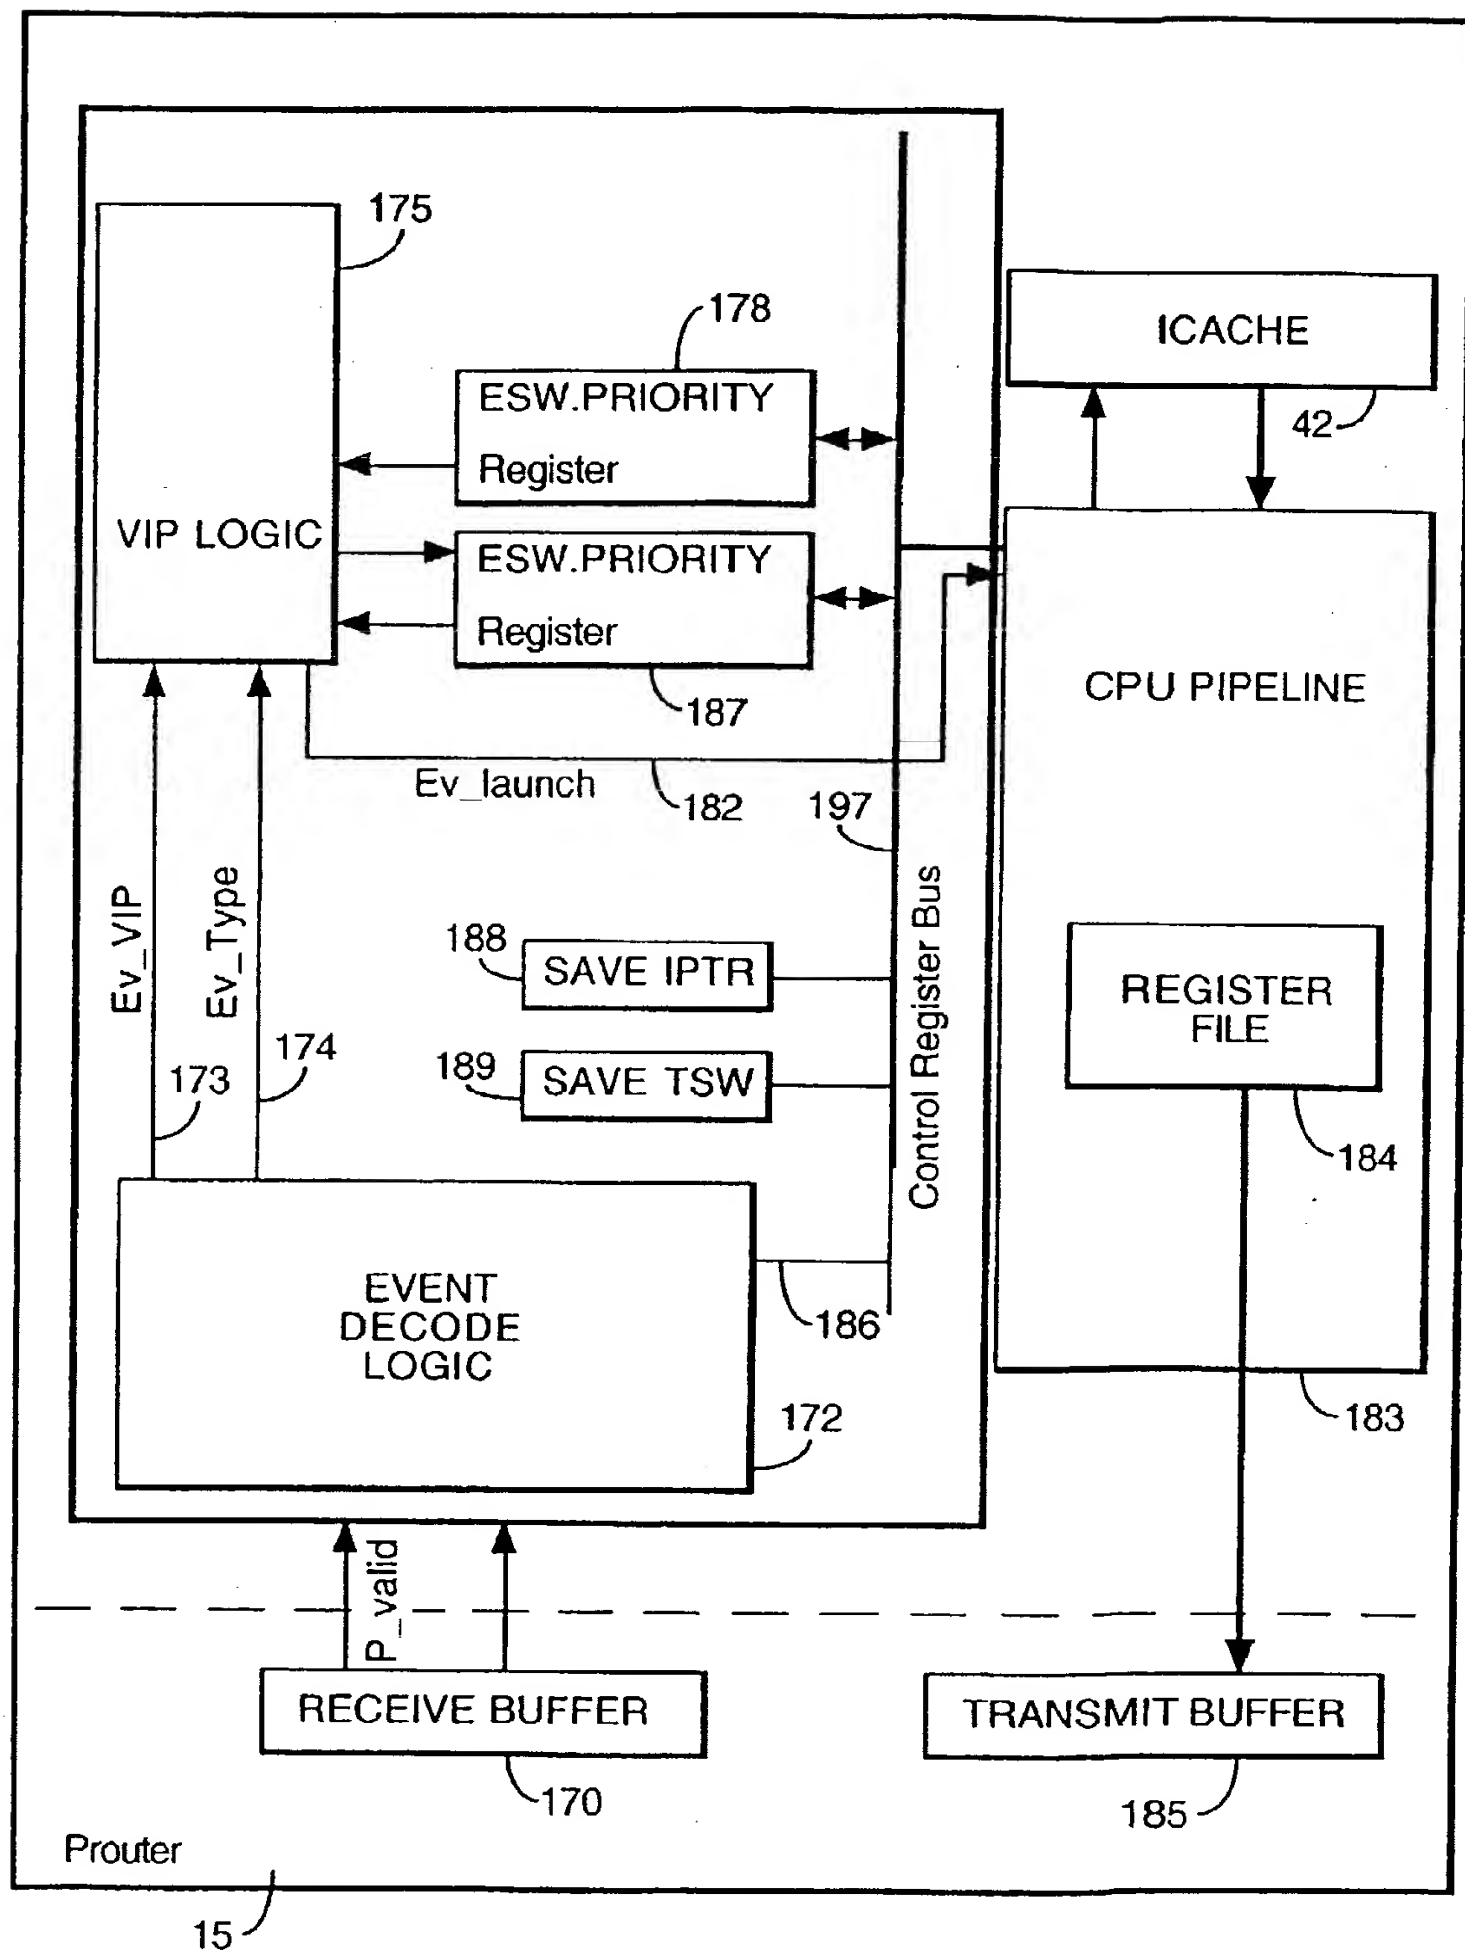 175
178
ESW.PRIORITY
Register
ICACHE
42
VIP LOGIC
ESW.PRIORITY
Register
187
CPU PIPELINE
Ev_launch
182
197
Ev_VIP
Ev_Type
188
SAVE IPTR
Control Register Bus
REGISTER
FILE
173
174
189
SAVE TSW
184
EVENT
DECODE
LOGIC
186
172
183
P_valid
RECEIVE BUFFER
TRANSMIT BUFFER
170
185
Prouter
15